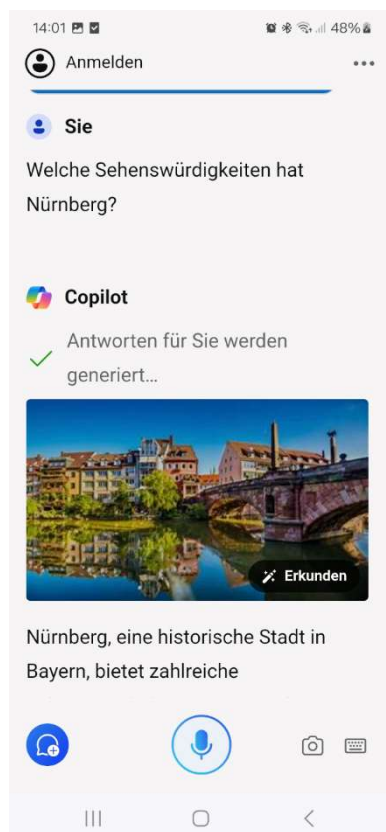 14:01
48%
Anmelden
Sie
Welche Sehenswürdigkeiten hat
Nürnberg?
Copilot
Antworten für Sie werden
generiert...
Erkunden
Nürnberg, eine historische Stadt in
Bayern, bietet zahlreiche